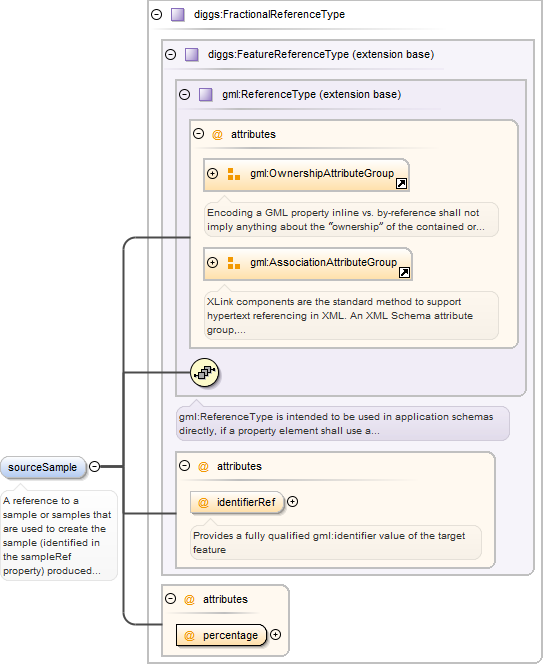 diggs:FractionalReferenceType
diggs:FeatureReferenceType (extension base)
gml:ReferenceType (extension base)
@ attributes
gml:OwnershipAttributeGroup
Encoding a GML property inline vs. by-reference shall not
imply anything about the "ownership" of the contained or...
gml:AssociationAttributeGroup
XLink components are the standard method to support
hypertext referencing in XML. An XML Schema attribute
group,...
gml:ReferenceType is intended to be used in application schemas
directly, if a property element shall use a...
@ attributes
@ identifierRef
Provides a fully qualified gml:identifier value of the target
feature
sourceSample
A reference to a
sample or samples that
are used to create the
sample (identified in
the sampleRef
property) produced...
@ attributes
@ percentage